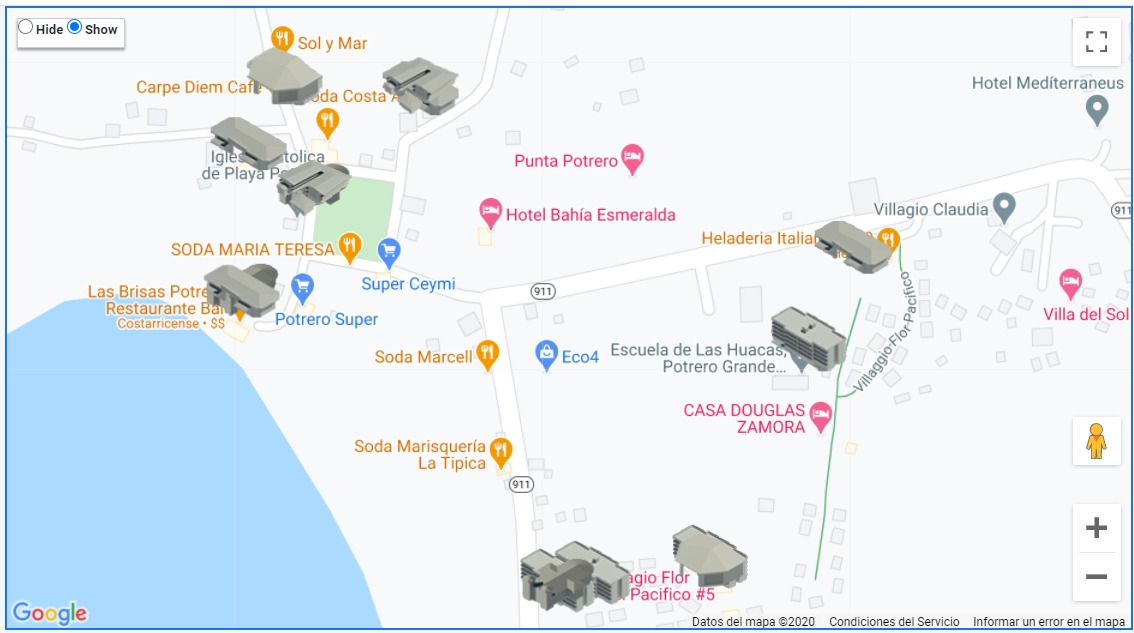 Hide Show
Sol y Mar
Carpe Diem Caf
oda Costa A
Hotel Medíterraneus
Igles
tolica
de Playa Po
Punta Potrero
Hotel Bahía Esmeralda
Villagio Claudia
911
SODA MARIA TERESA
Heladeria Italian
Super Ceymi
Las Brisas Potre
Restaurante Bar
Costarricense • $$
Potrero Super
911
Villaggio Flor Pacifico
Villa del Sol
Soda Marcell
Eco4
Escuela de Las Huacas,
Potrero Grande...
CASA DOUGLAS
ZAMORA
Soda Marisquería
La Tipica
911
agio Flor
Pacifico #5
Google
Datos del mapa ©2020 Condiciones del Servicio Informar un error en el mapa